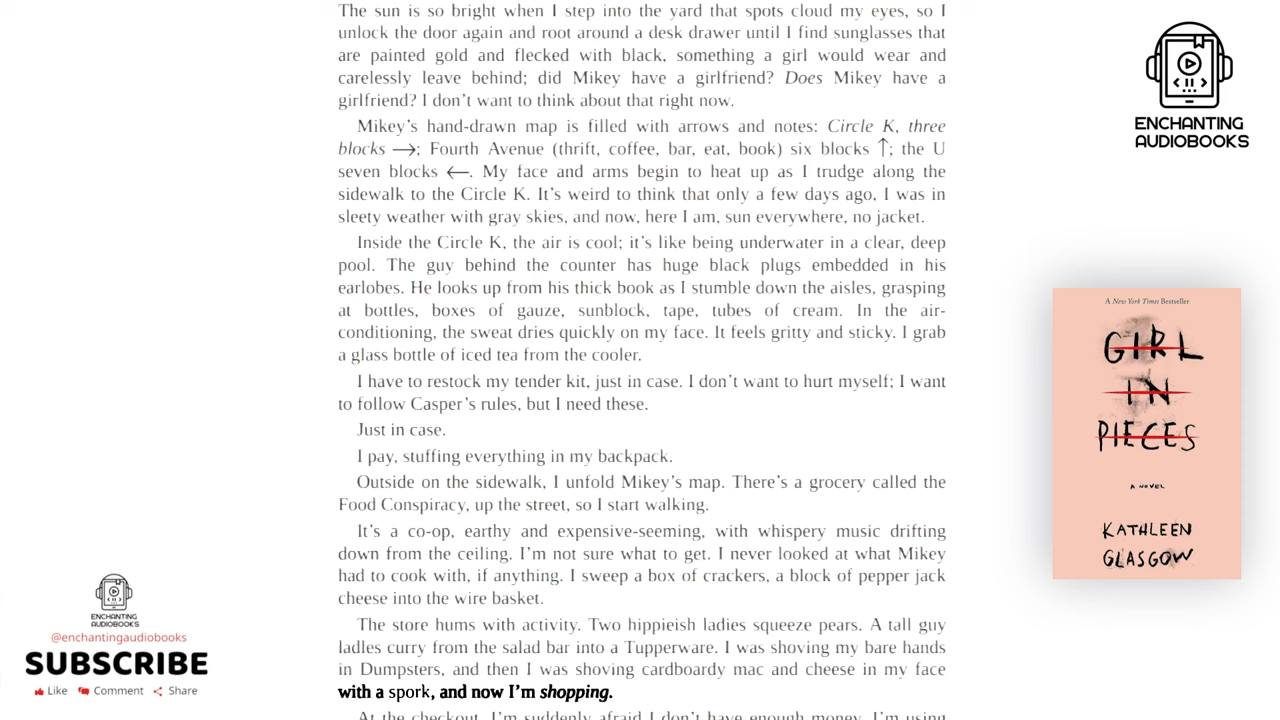 The sun is so bright when I step into the yard that spots cloud my eyes, so I
unlock the door again and root around a desk drawer until I find sunglasses that
are painted gold and flecked with black, something a girl would wear and
carelessly leave behind; did Mikey have a girlfriend? Does Mikey have a
girlfriend? I don’t want to think about that right now.
Mikey’s hand-drawn map is filled with arrows and notes: Circle K, three
blocks →; Fourth Avenue (thrift, coffee, bar, eat, book) six blocks ↑; the U
seven blocks ←. My face and arms begin to heat up as I trudge along the
sidewalk to the Circle K. It’s weird to think that only a few days ago, I was in
sleety weather with gray skies, and now, here I am, sun everywhere, no jacket.
Inside the Circle K, the air is cool; it’s like being underwater in a clear, deep
pool. The guy behind the counter has huge black plugs embedded in his
earlobes. He looks up from his thick book as I stumble down the aisles, grasping
at bottles, boxes of gauze, sunblock, tape, tubes of cream. In the air-
conditioning, the sweat dries quickly on my face. It feels gritty and sticky. I grab
a glass bottle of iced tea from the cooler.
I have to restock my tender kit, just in case. I don’t want to hurt myself; I want
to follow Casper’s rules, but I need these.
Just in case.
I pay, stuffing everything in my backpack.
Outside on the sidewalk, I unfold Mikey’s map. There’s a grocery called the
Food Conspiracy, up the street, so I start walking.
It’s a co-op, earthy and expensive-seeming, with whispery music drifting
down from the ceiling. I’m not sure what to get. I never looked at what Mikey
had to cook with, if anything. I sweep a box of crackers, a block of pepper jack
cheese into the wire basket.
The store hums with activity. Two hippieish ladies squeeze pears. A tall guy
ladles curry from the salad bar into a Tupperware. I was shoving my bare hands
in Dumpsters, and then I was shoving cardboardy mac and cheese in my face
with a spork, and now I’m shopping.
At the checkout, I’m suddenly afraid I don’t have enough money. I’m using
ENCHANTING
AUDIOBOOKS
A New York Times Bestseller
GIRL
IN
PIECES
A NOVEL
KATHLEEN
GLASGOW
ENCHANTING
AUDIOBOOKS
@enchantingaudiobooks
SUBSCRIBE
Like Comment Share